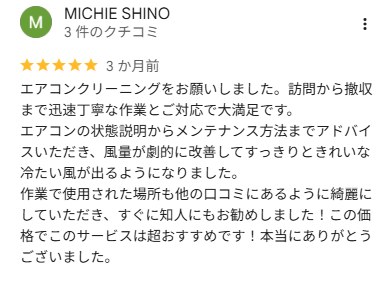 M
MICHIE SHINO
3 件のクチコミ
★★★★★ 3 か月前
エアコンクリーニングをお願いしました。訪問から撤収
まで迅速丁寧な作業とご対応で大満足です。
エアコンの状態説明からメンテナンス方法までアドバイ
スいただき、風量が劇的に改善してすっきりときれいな
冷たい風が出るようになりました。
作業で使用された場所も他の口コミにあるように綺麗に
していただき、すぐに知人にもお勧めしました！この価
格でこのサービスは超おすすめです！本当にありがとう
ございました。